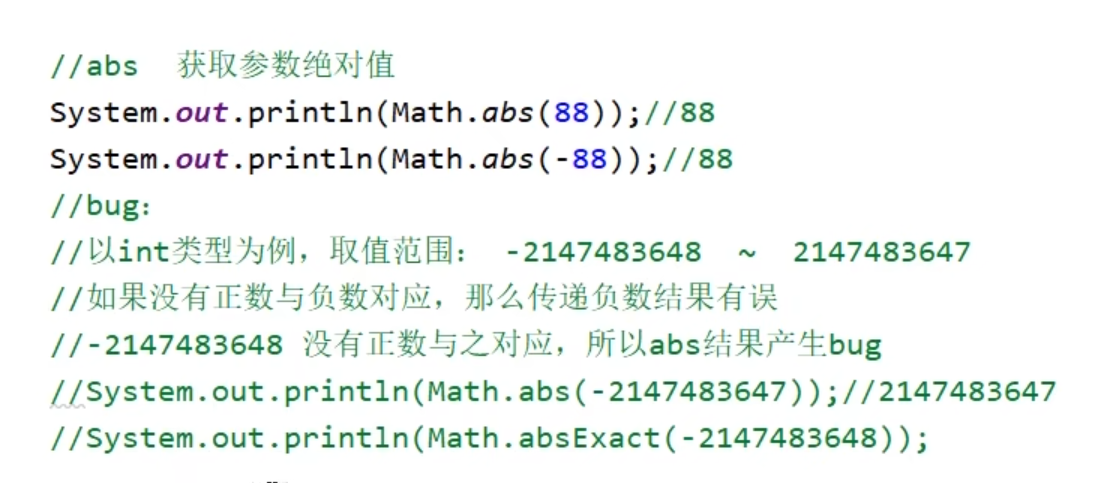 //abs  获取参数绝对值
System.out.println(Math.abs(88));//88
System.out.println(Math.abs(-88));//88
//bug:
//以int类型为例，取值范围： -2147483648  ~  2147483647
//如果没有正数与负数对应，那么传递负数结果有误
//-2147483648 没有正数与之对应，所以abs结果产生bug
//System.out.println(Math.abs(-2147483647));//2147483647
//System.out.println(Math.absExact(-2147483648));